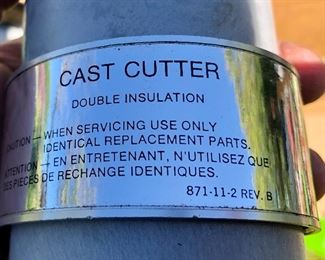 CAST CUTTER
DOUBLE INSULATION
CAUTION — WHEN SERVICING USE ONLY
IDENTICAL REPLACEMENT PARTS.
ATTENTION — EN ENTRETENANT, N'UTILISEZ QUE
DES PIÈCES DE RECHANGE IDENTIQUES.
871-11-2 REV. B